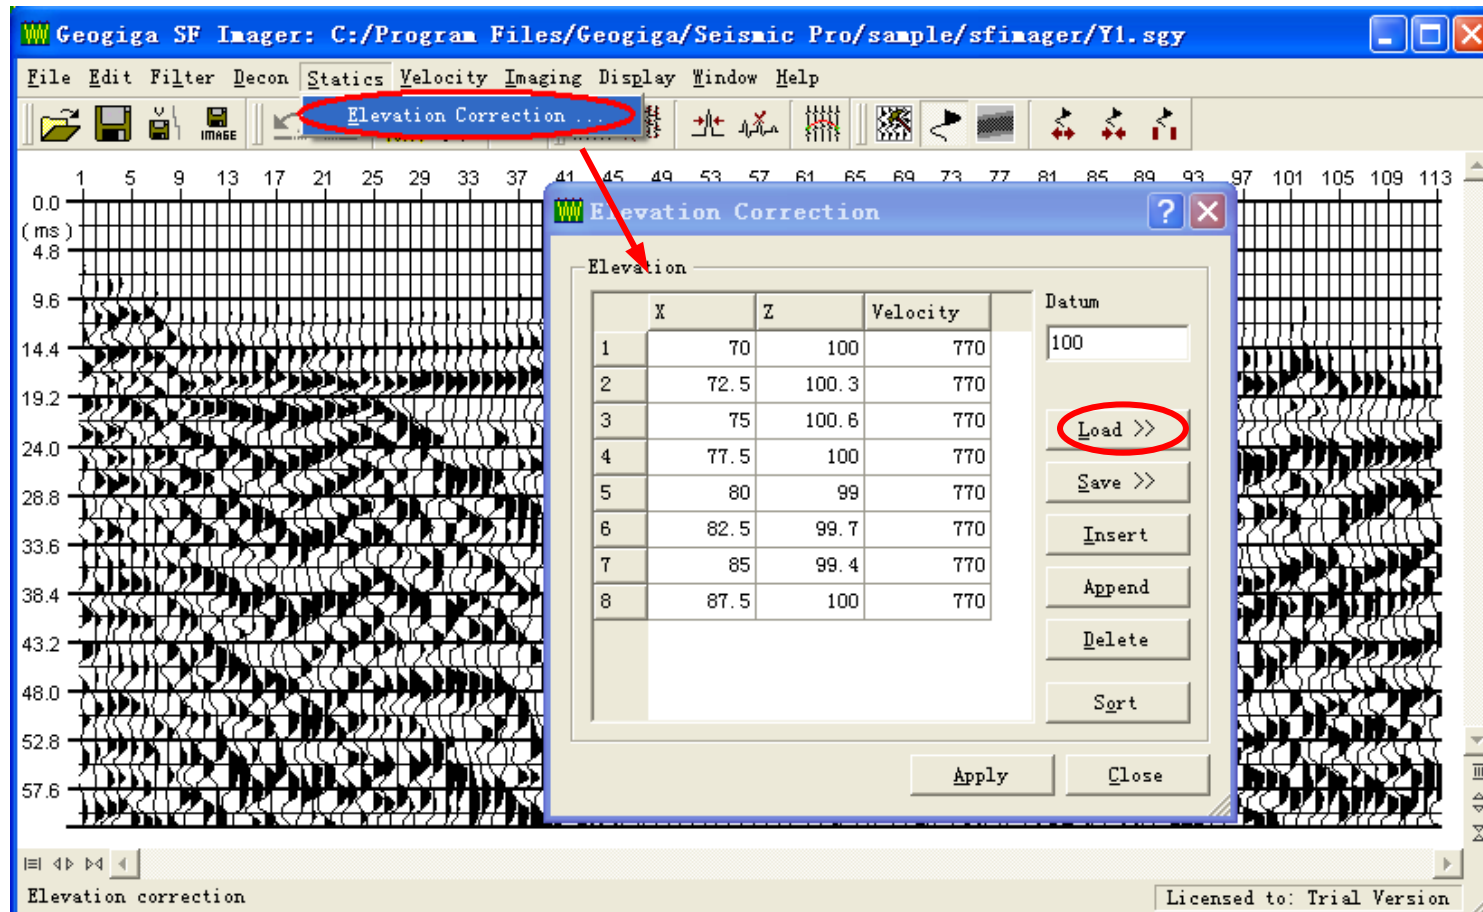 Geogiga SF Imager: C:/Program Files/Geogiga/Seismic Pro/sample/sfimager/Y1.sgy
File Edit Filter Decon Statics Velocity Imaging Display Window Help
Elevation Correction ...
IMAGE
1 5 9 13 17 21 25 29 33 37 41 45 49 53 57 61 65 69 73 77 81 85 89 93 97 101 105 109 113
0.0
(ms)
4.8
9.6
14.4
19.2
24.0
28.8
33.6
38.4
43.2
48.0
52.8
57.6
Elevation Correction
Elevation
X Z Velocity
1 70 100 770
2 72.5 100.3 770
3 75 100.6 770
4 77.5 100 770
5 80 99 770
6 82.5 99.7 770
7 85 99.4 770
8 87.5 100 770
Datum
100
Load >>
Save >>
Insert
Append
Delete
Sort
Apply Close
Elevation correction Licensed to: Trial Version